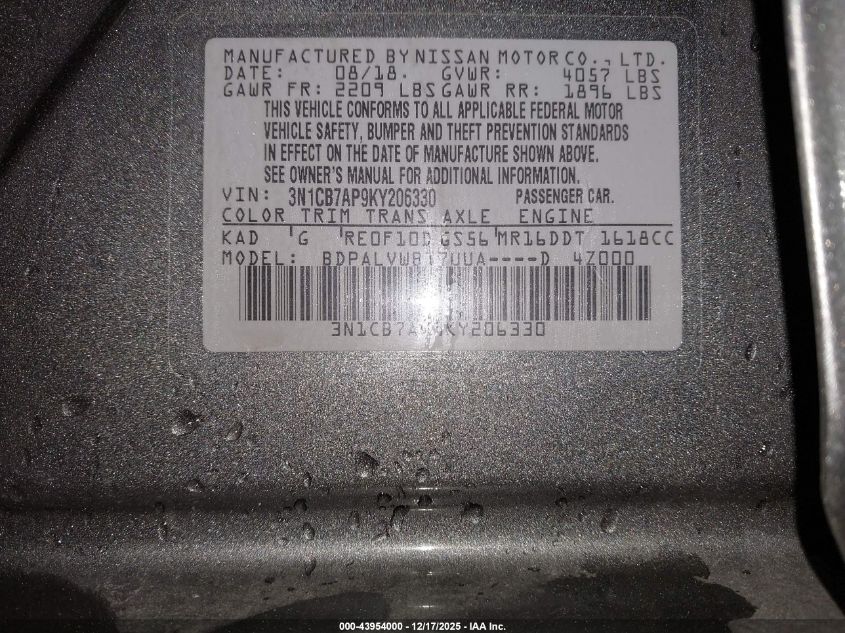 MANUFACTURED BY NISSAN MOTOR CO., LTD.
DATE: 08/18. GVWR: 4057 LBS
GAWR FR: 2209 LBS GAWR RR: 1896 LBS
THIS VEHICLE CONFORMS TO ALL APPLICABLE FEDERAL MOTOR
VEHICLE SAFETY, BUMPER AND THEFT PREVENTION STANDARDS
IN EFFECT ON THE DATE OF MANUFACTURE SHOWN ABOVE.
SEE OWNER'S MANUAL FOR ADDITIONAL INFORMATION.
VIN: 3N1CB7AP9KY206330 PASSENGER CAR.
COLOR TRIM TRANS AXLE ENGINE
KAD G RE0F10D GS56 MR16DDT 1618CC
MODEL: 4Z000
000-43954000 – 12/17/2025 – IAA Inc.